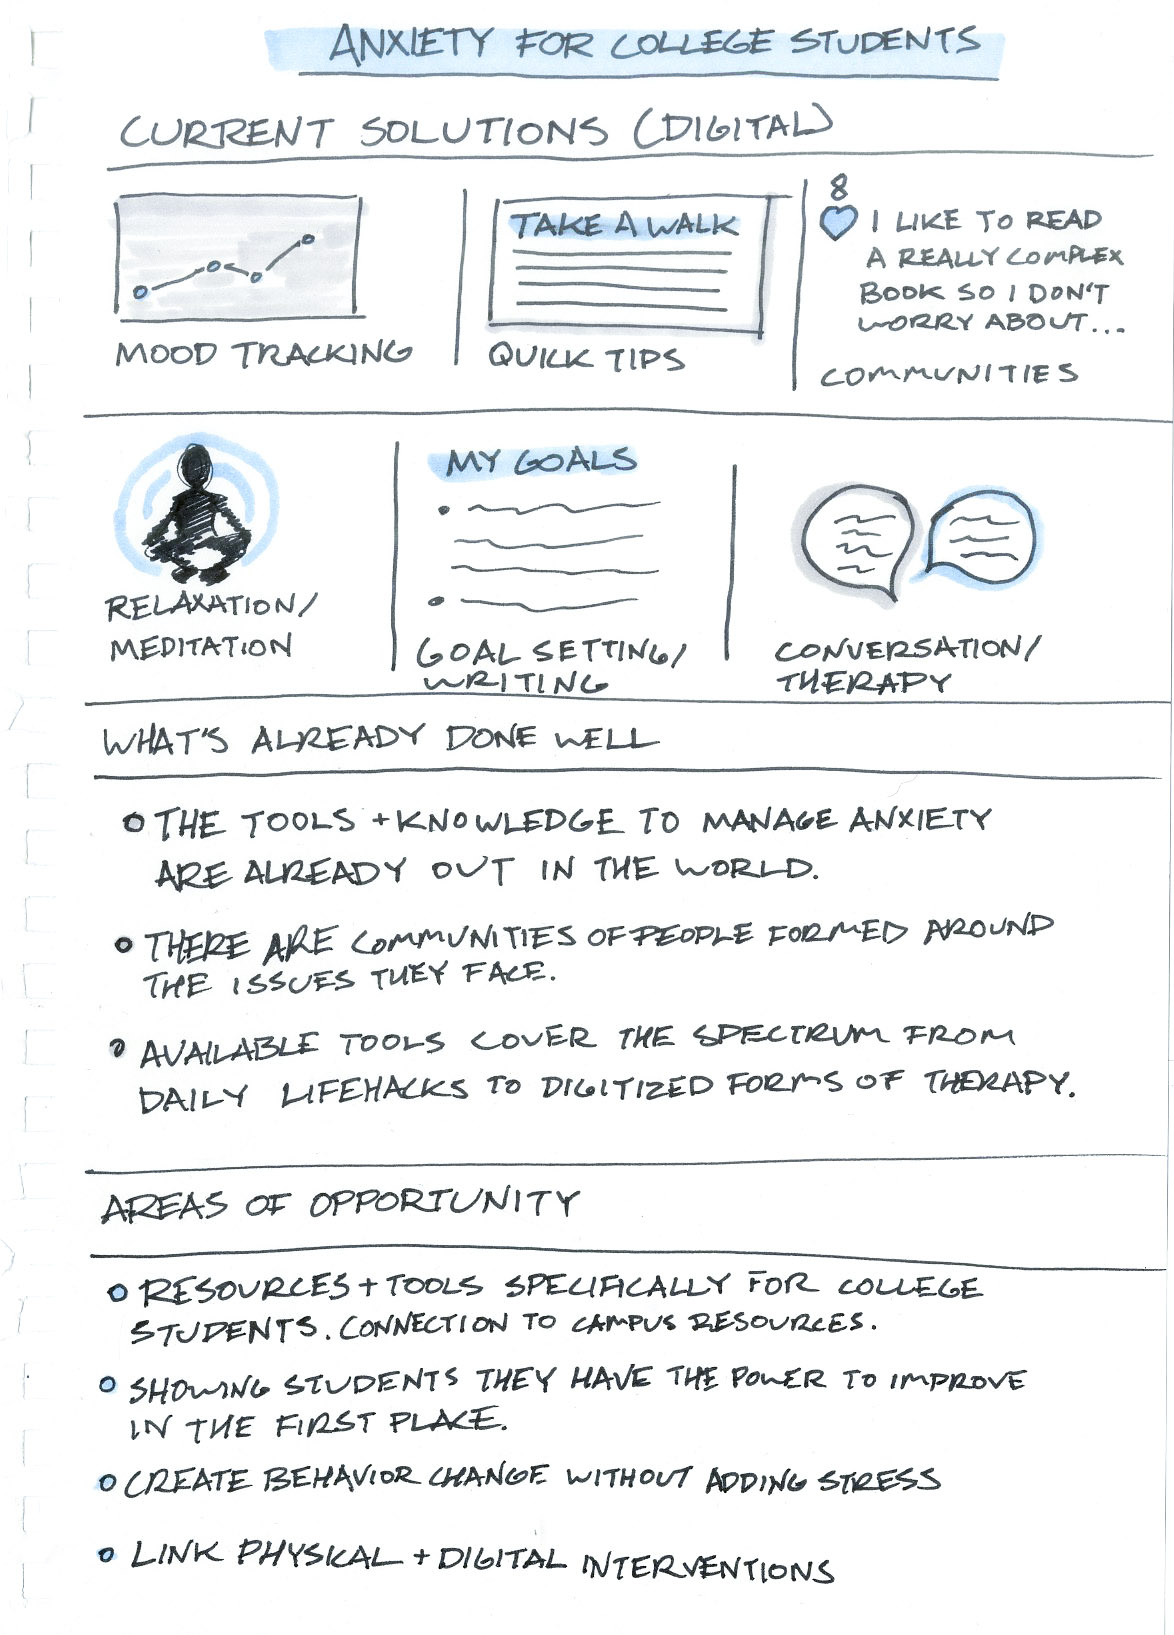 ANXIETY FOR COLLEGE STUDENTS
CURRENT SOLUTIONS (DIGITAL)
MOOD TRACKING
TAKE A WALK
QUICK TIPS
8
I LIKE TO READ
A REALLY COMPLEX
BOOK SO I DON'T
WORRY ABOUT...
COMMUNITIES
RELAXATION/
MEDITATION
MY GOALS
GOAL SETTING/
WRITING
CONVERSATION/
THERAPY
WHAT'S ALREADY DONE WELL
THE TOOLS + KNOWLEDGE TO MANAGE ANXIETY
ARE ALREADY OUT IN THE WORLD.
THERE ARE COMMUNITIES OF PEOPLE FORMED AROUND
THE ISSUES THEY FACE.
AVAILABLE TOOLS COVER THE SPECTRUM FROM
DAILY LIFEHACKS TO DIGITIZED FORMS OF THERAPY.
AREAS OF OPPORTUNITY
RESOURCES + TOOLS SPECIFICALLY FOR COLLEGE
STUDENTS. CONNECTION TO CAMPUS RESOURCES.
SHOWING STUDENTS THEY HAVE THE POWER TO IMPROVE
IN THE FIRST PLACE.
CREATE BEHAVIOR CHANGE WITHOUT ADDING STRESS
LINK PHYSICAL + DIGITAL INTERVENTIONS